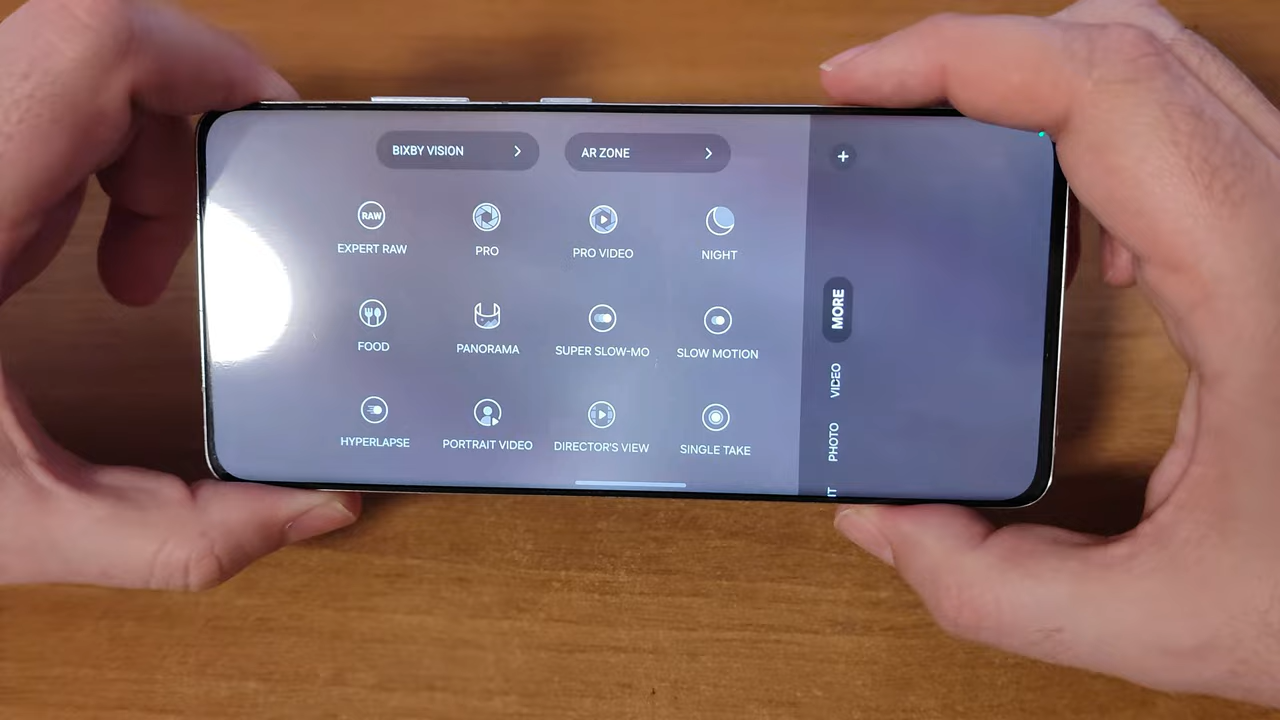 BIXBY VISION
AR ZONE
RAW
EXPERT RAW
PRO
PRO VIDEO
NIGHT
FOOD
PANORAMA
SUPER SLOW-MO
SLOW MOTION
HYPERLAPSE
PORTRAIT VIDEO
DIRECTOR'S VIEW
SINGLE TAKE
MORE
VIDEO
PHOTO
IT